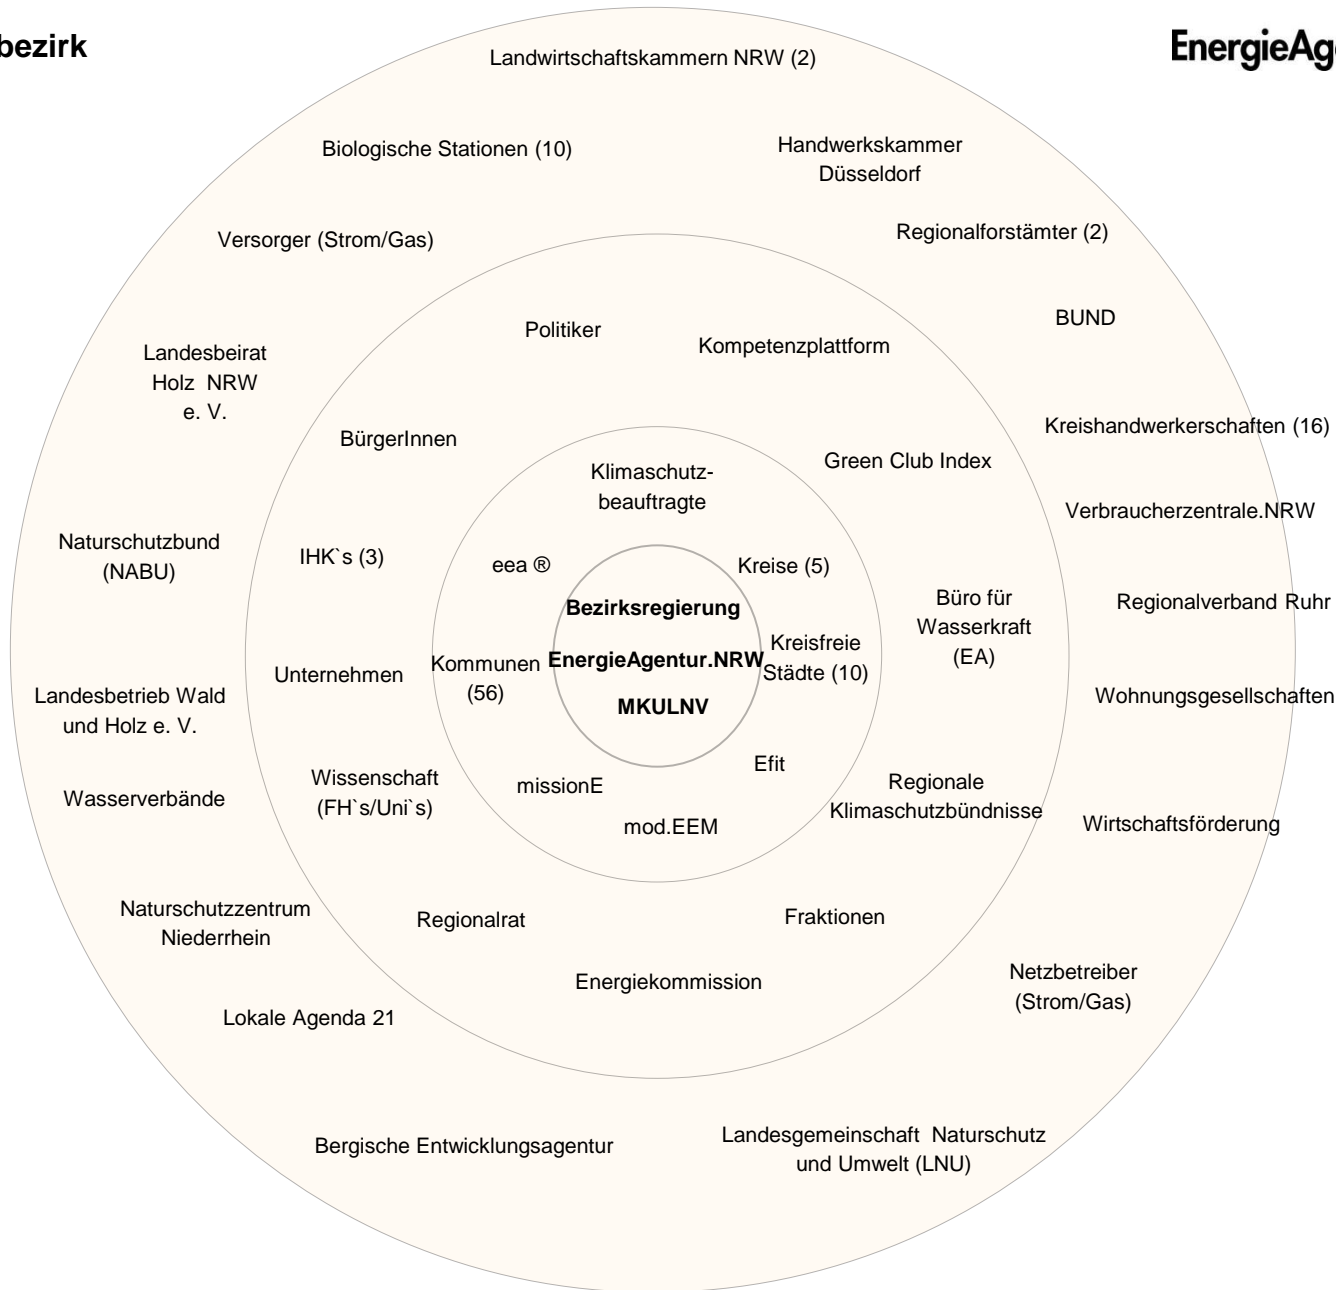 bezirk
EnergieAg
Landwirtschaftskammern NRW (2)
Biologische Stationen (10)
Handwerkskammer
Düsseldorf
Versorger (Strom/Gas)
Regionalforstämter (2)
BUND
Politiker
Kompetenzplattform
Landesbeirat
Holz NRW
e. V.
BürgerInnen
Kreishandwerkerschaften (16)
Green Club Index
Klimaschutz-
beauftragte
Verbraucherzentrale.NRW
Naturschutzbund
(NABU)
IHK`s (3)
eea ®
Kreise (5)
Bezirksregierung
Büro für
Wasserkraft
(EA)
Regionalverband Ruhr
Unternehmen
Kommunen
(56)
EnergieAgentur.NRW
Kreisfreie
Städte (10)
MKULNV
Landesbetrieb Wald
und Holz e. V.
Wohnungsgesellschaften
Wasserverbände
Wissenschaft
(FH`s/Uni`s)
missionE
Efit
mod.EEM
Regionale
Klimaschutzbündnisse
Wirtschaftsförderung
Naturschutzzentrum
Niederrhein
Regionalrat
Fraktionen
Energiekommission
Netzbetreiber
(Strom/Gas)
Lokale Agenda 21
Bergische Entwicklungsagentur
Landesgemeinschaft Naturschutz
und Umwelt (LNU)